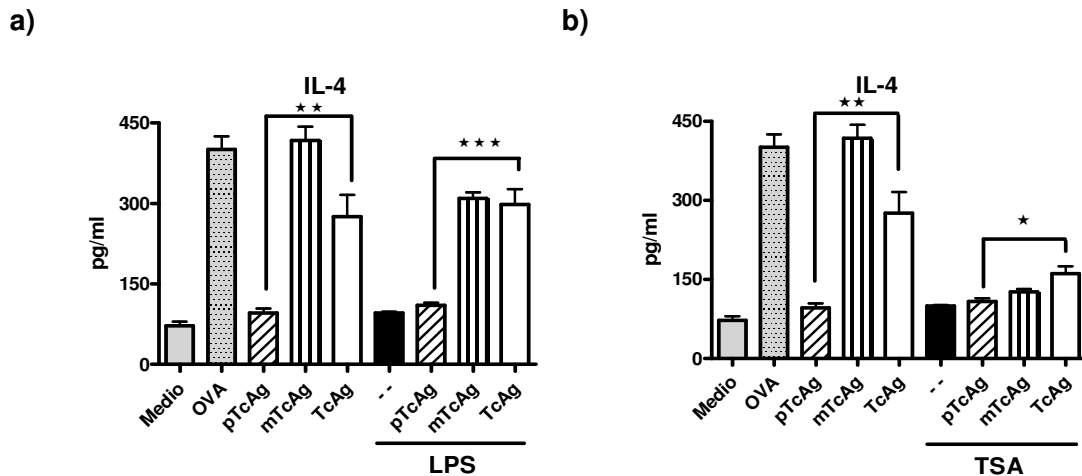 a)
IL-4
★★
★★★
pg/ml
450
300
150
0
Medio
OVA
pTcAg
mTcAg
TcAg
--
pTcAg
mTcAg
TcAg
LPS
b)
IL-4
★★
★
pg/ml
450
300
150
0
Medio
OVA
pTcAg
mTcAg
TcAg
--
pTcAg
mTcAg
TcAg
TSA